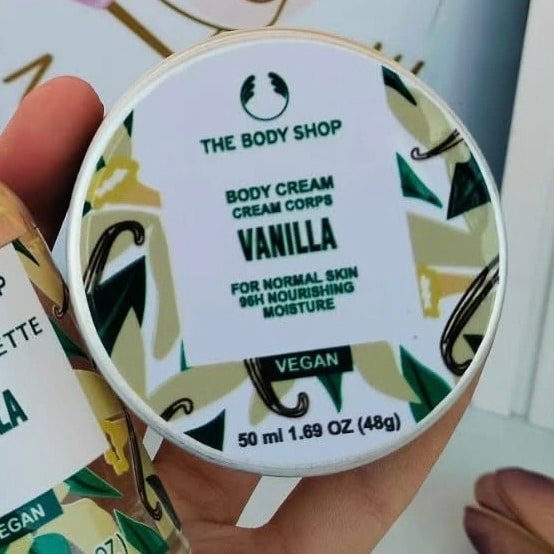 THE BODY SHOP
BODY CREAM
CREAM CORPS
VANILLA
FOR NORMAL SKIN
96H NOURISHING
MOISTURE
VEGAN
50 ml 1.69 OZ (48g)
P
ETTE
LA
EGAN
OZ)